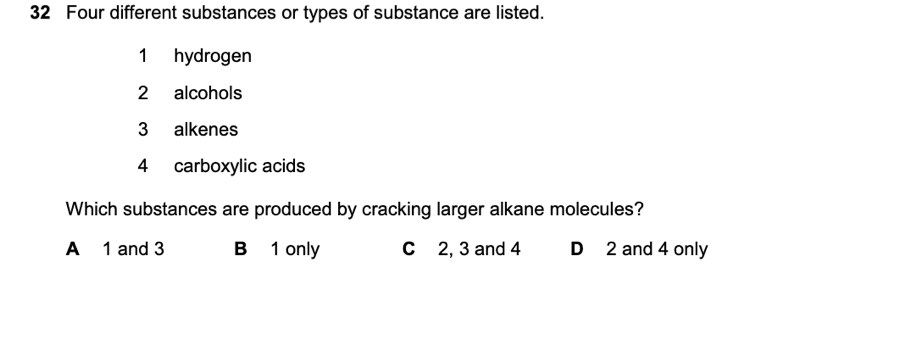 32 Four different substances or types of substance are listed.
1 hydrogen
2 alcohols
3 alkenes
4 carboxylic acids
Which substances are produced by cracking larger alkane molecules?
A 1 and 3 B 1 only C 2, 3 and 4 D 2 and 4 only